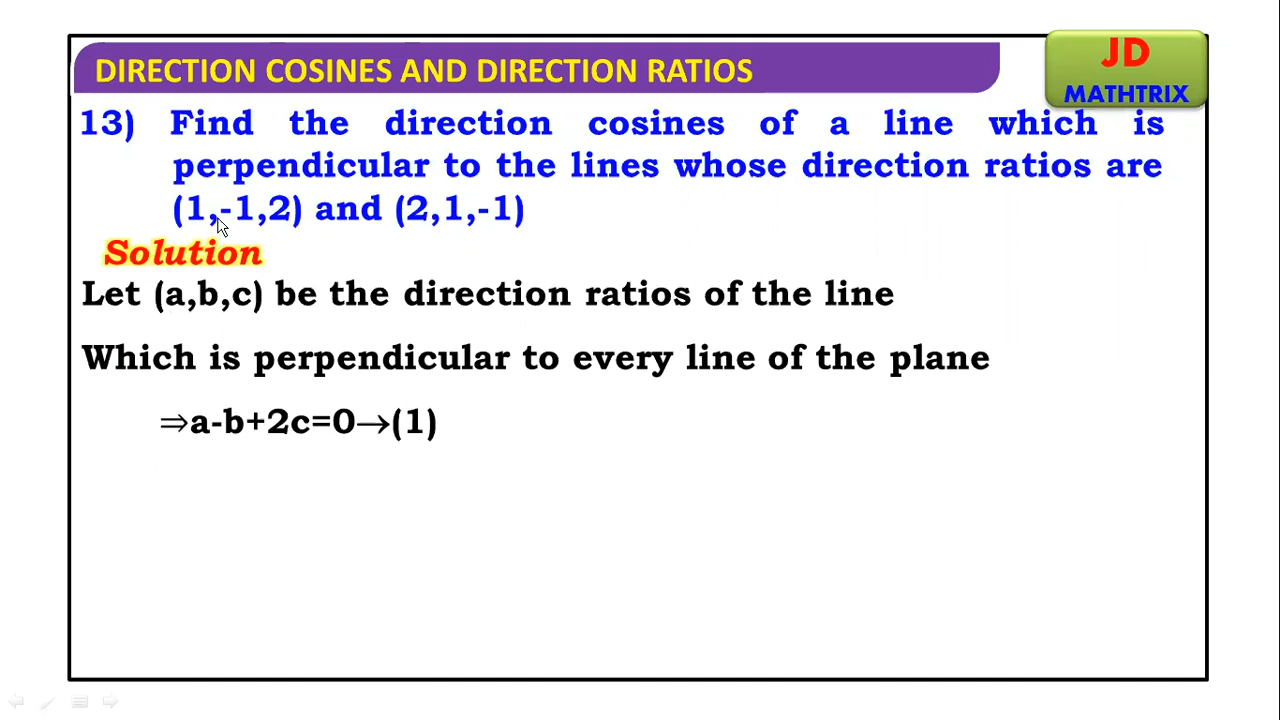 DIRECTION COSINES AND DIRECTION RATIOS
JD
MATHTRIX
13) Find the direction cosines of a line which is
perpendicular to the lines whose direction ratios are
(1,-1,2) and (2,1,-1)
Solution
Let (a,b,c) be the direction ratios of the line
Which is perpendicular to every line of the plane
⇒a-b+2c=0→(1)